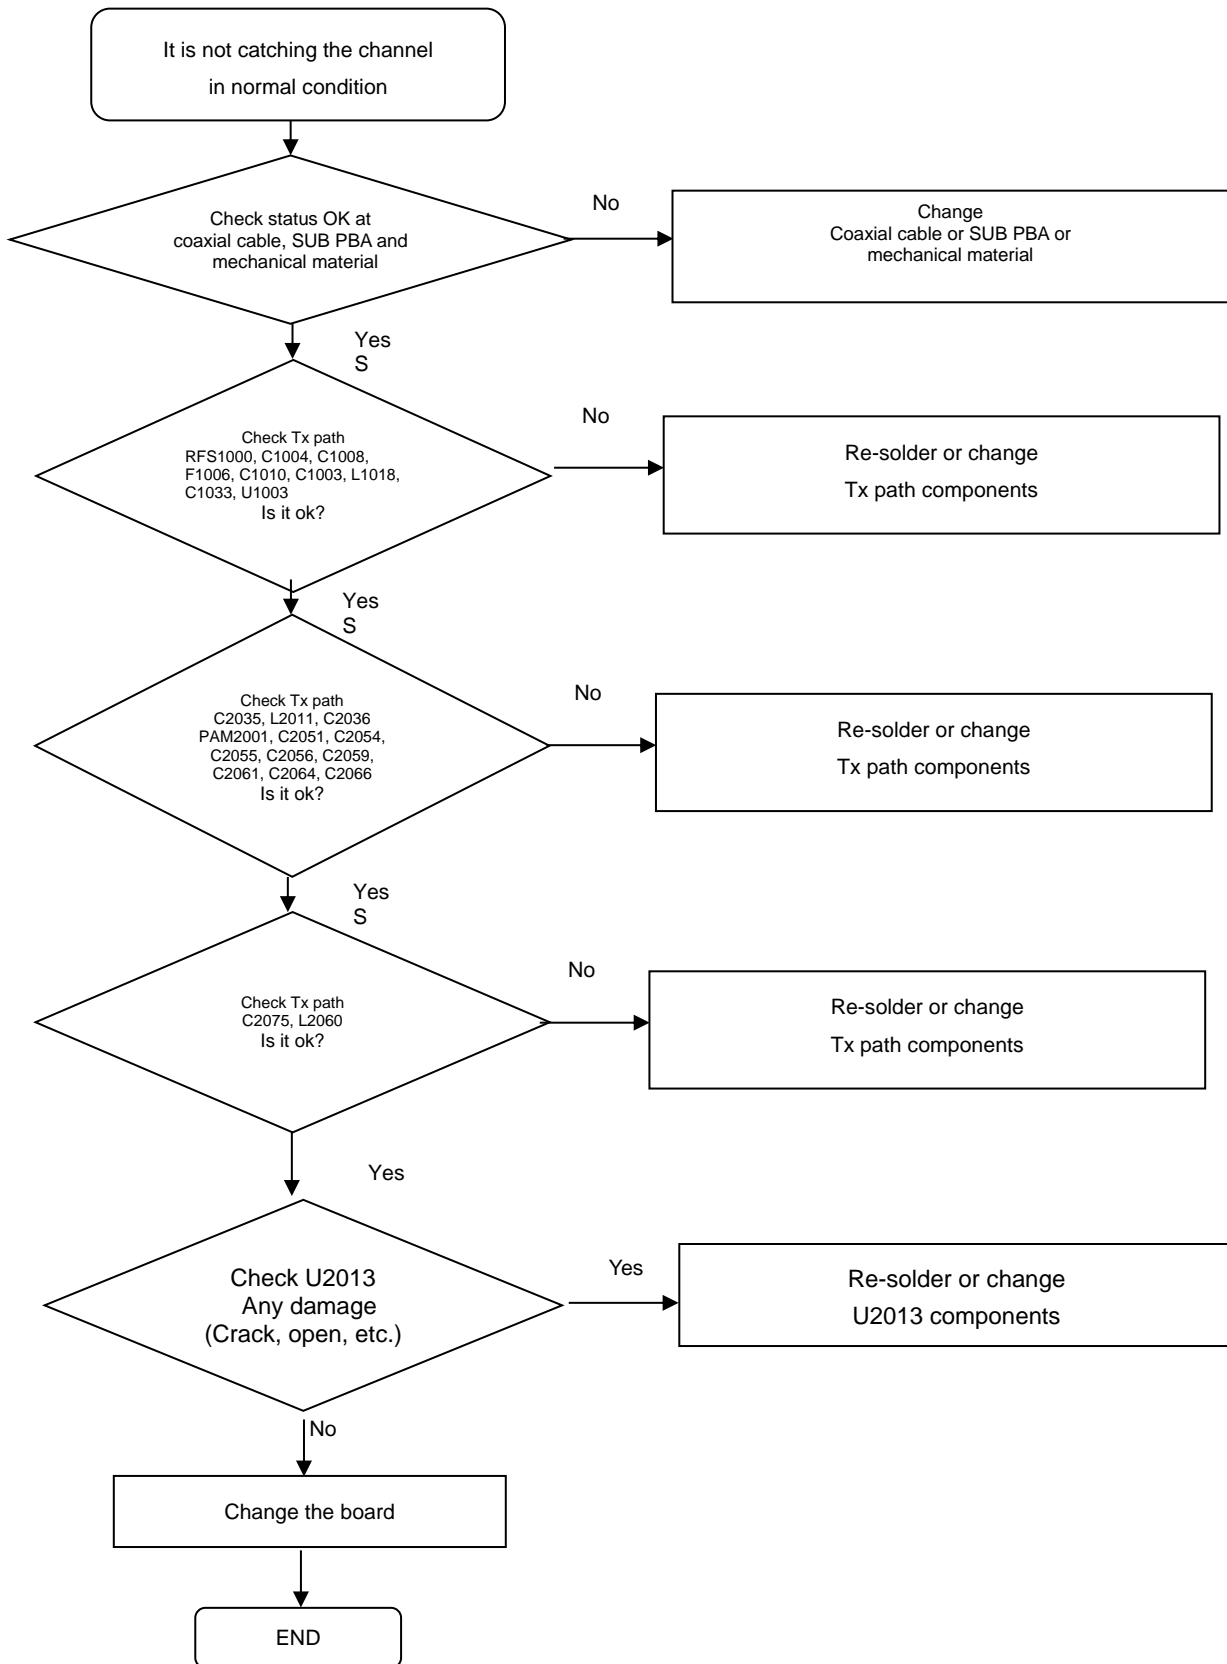 It is not catching the channel
in normal condition
Check status OK at
coaxial cable, SUB PBA and
mechanical material
No
Change
Coaxial cable or SUB PBA or
mechanical material
Yes
S
Check Tx path
RFS1000, C1004, C1008,
F1006, C1010, C1003, L1018,
C1033, U1003
Is it ok?
No
Re-solder or change
Tx path components
Yes
S
Check Tx path
C2035, L2011, C2036
PAM2001, C2051, C2054,
C2055, C2056, C2059,
C2061, C2064, C2066
Is it ok?
No
Re-solder or change
Tx path components
Yes
S
Check Tx path
C2075, L2060
Is it ok?
No
Re-solder or change
Tx path components
Yes
Check U2013
Any damage
(Crack, open, etc.)
Yes
Re-solder or change
U2013 components
No
Change the board
END